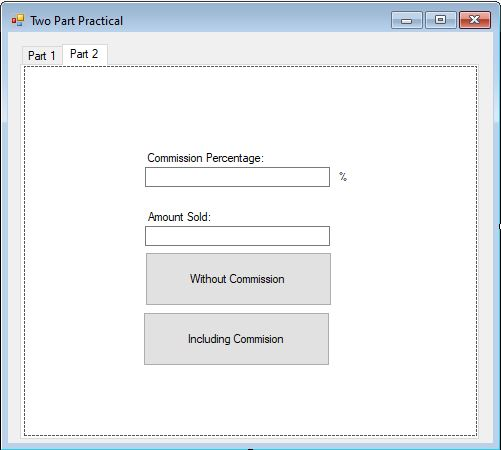 Two Part Practical
Part 1
Part 2
Commission Percentage:
%
Amount Sold:
Without Commission
Including Commision